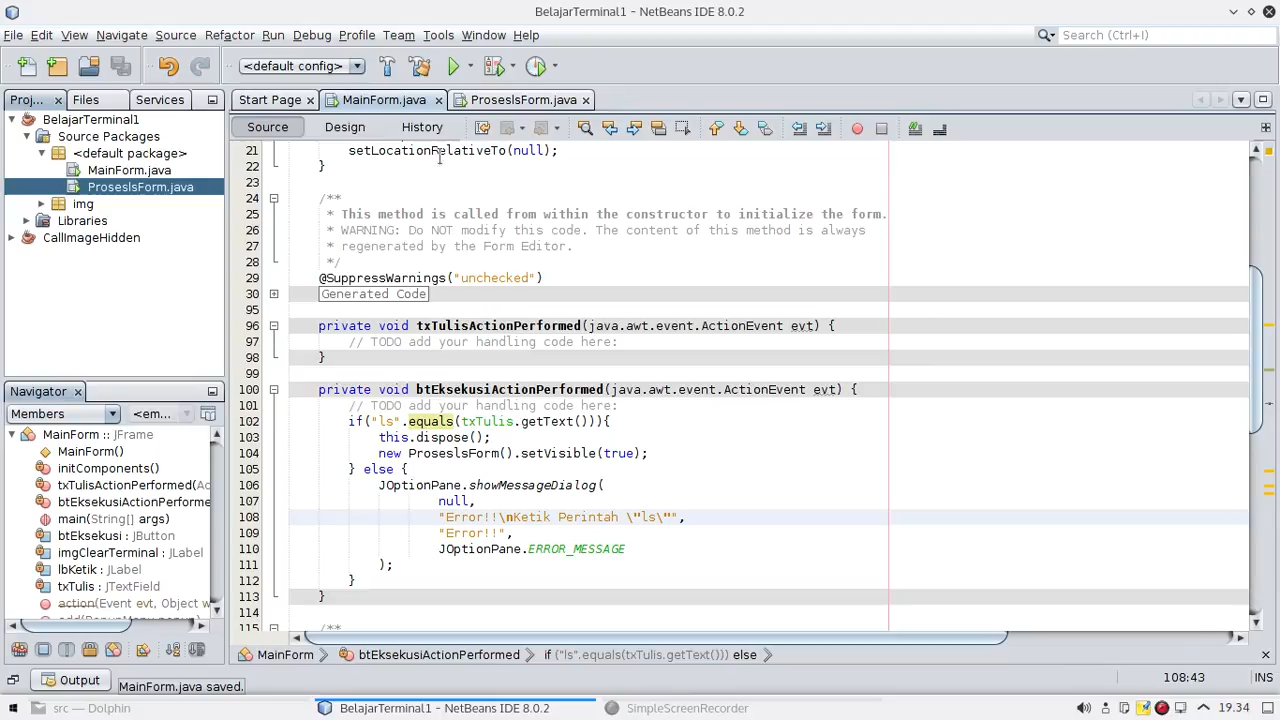 BelajarTerminal1 - NetBeans IDE 8.0.2
File Edit View Navigate Source Refactor Run Debug Profile Team Tools Window Help
Search (Ctrl+I)
<default config>
Proj... Files Services
Start Page MainForm.java ProseslsForm.java
Source Design History
BelajarTerminal1
Source Packages
<default package>
MainForm.java
ProseslsForm.java
img
Libraries
CallImageHidden
21 setLocationRelativeTo(null);
22 }
23
24 /**
25 * This method is called from within the constructor to initialize the form.
26 * WARNING: Do NOT modify this code. The content of this method is always
27 * regenerated by the Form Editor.
28 */
29 @SuppressWarnings("unchecked")
30 Generated Code
95
96 private void txTulisActionPerformed(java.awt.event.ActionEvent evt) {
97 // TODO add your handling code here:
98 }
99
100 private void btEksekusiActionPerformed(java.awt.event.ActionEvent evt) {
101 // TODO add your handling code here:
102 if("ls".equals(txTulis.getText())){
103 this.dispose();
104 new ProseslsForm().setVisible(true);
105 } else {
106 JOptionPane.showMessageDialog(
107 null,
108 "Error!!\nKetik Perintah \"ls\"",
109 "Error!!",
110 JOptionPane.ERROR_MESSAGE
111 );
112 }
113 }
114
115 /**
Navigator
Members <em...
MainForm :: JFrame
MainForm()
initComponents()
txTulisActionPerformed(Ac
btEksekusiActionPerforme
main(String[] args)
btEksekusi : JButton
imgClearTerminal : JLabel
lbKetik : JLabel
txTulis : JTextField
action(Event evt, Object w
add(PopupMenu popup)
MainForm btEksekusiActionPerformed if ("ls".equals(txTulis.getText())) else
Output
MainForm.java saved.
108:43 INS
src — Dolphin
BelajarTerminal1 - NetBeans IDE 8.0.2
SimpleScreenRecorder
19.34